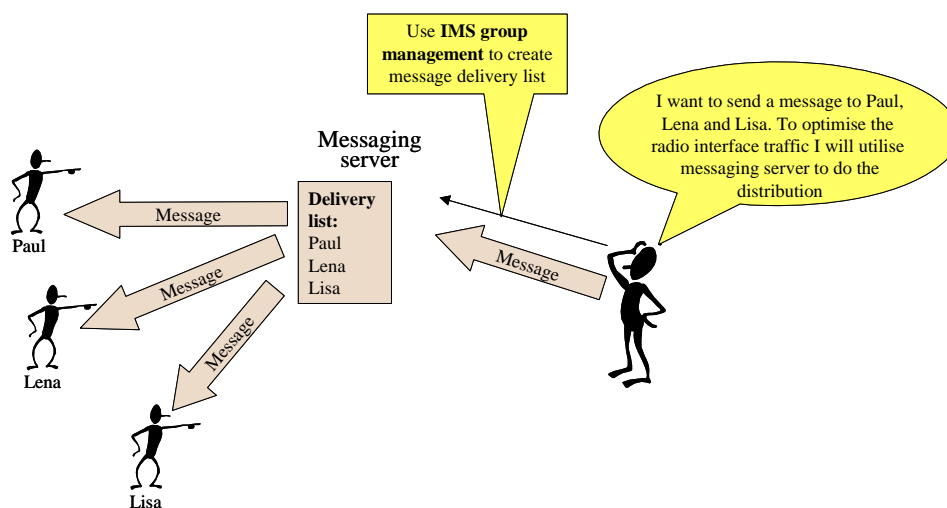 Use IMS group
management to create
message delivery list
I want to send a message to Paul,
Lena and Lisa. To optimise the
radio interface traffic I will utilise
messaging server to do the
distribution
Messaging
server
Delivery
list:
Paul
Lena
Lisa
Message
Paul
Message
Message
Lena
Message
Lisa